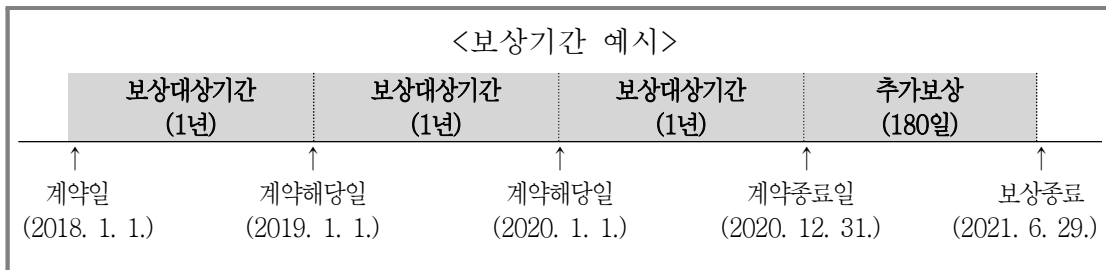 <보상기간 예시>
보상대상기간 보상대상기간 보상대상기간 추가보상
(1년) (1년) (1년) (180일)
↑ ↑ ↑ ↑ ↑
계약일 계약해당일 계약해당일 계약종료일 보상종료
(2018. 1. 1.) (2019. 1. 1.) (2020. 1. 1.) (2020. 12. 31.) (2021. 6. 29.)